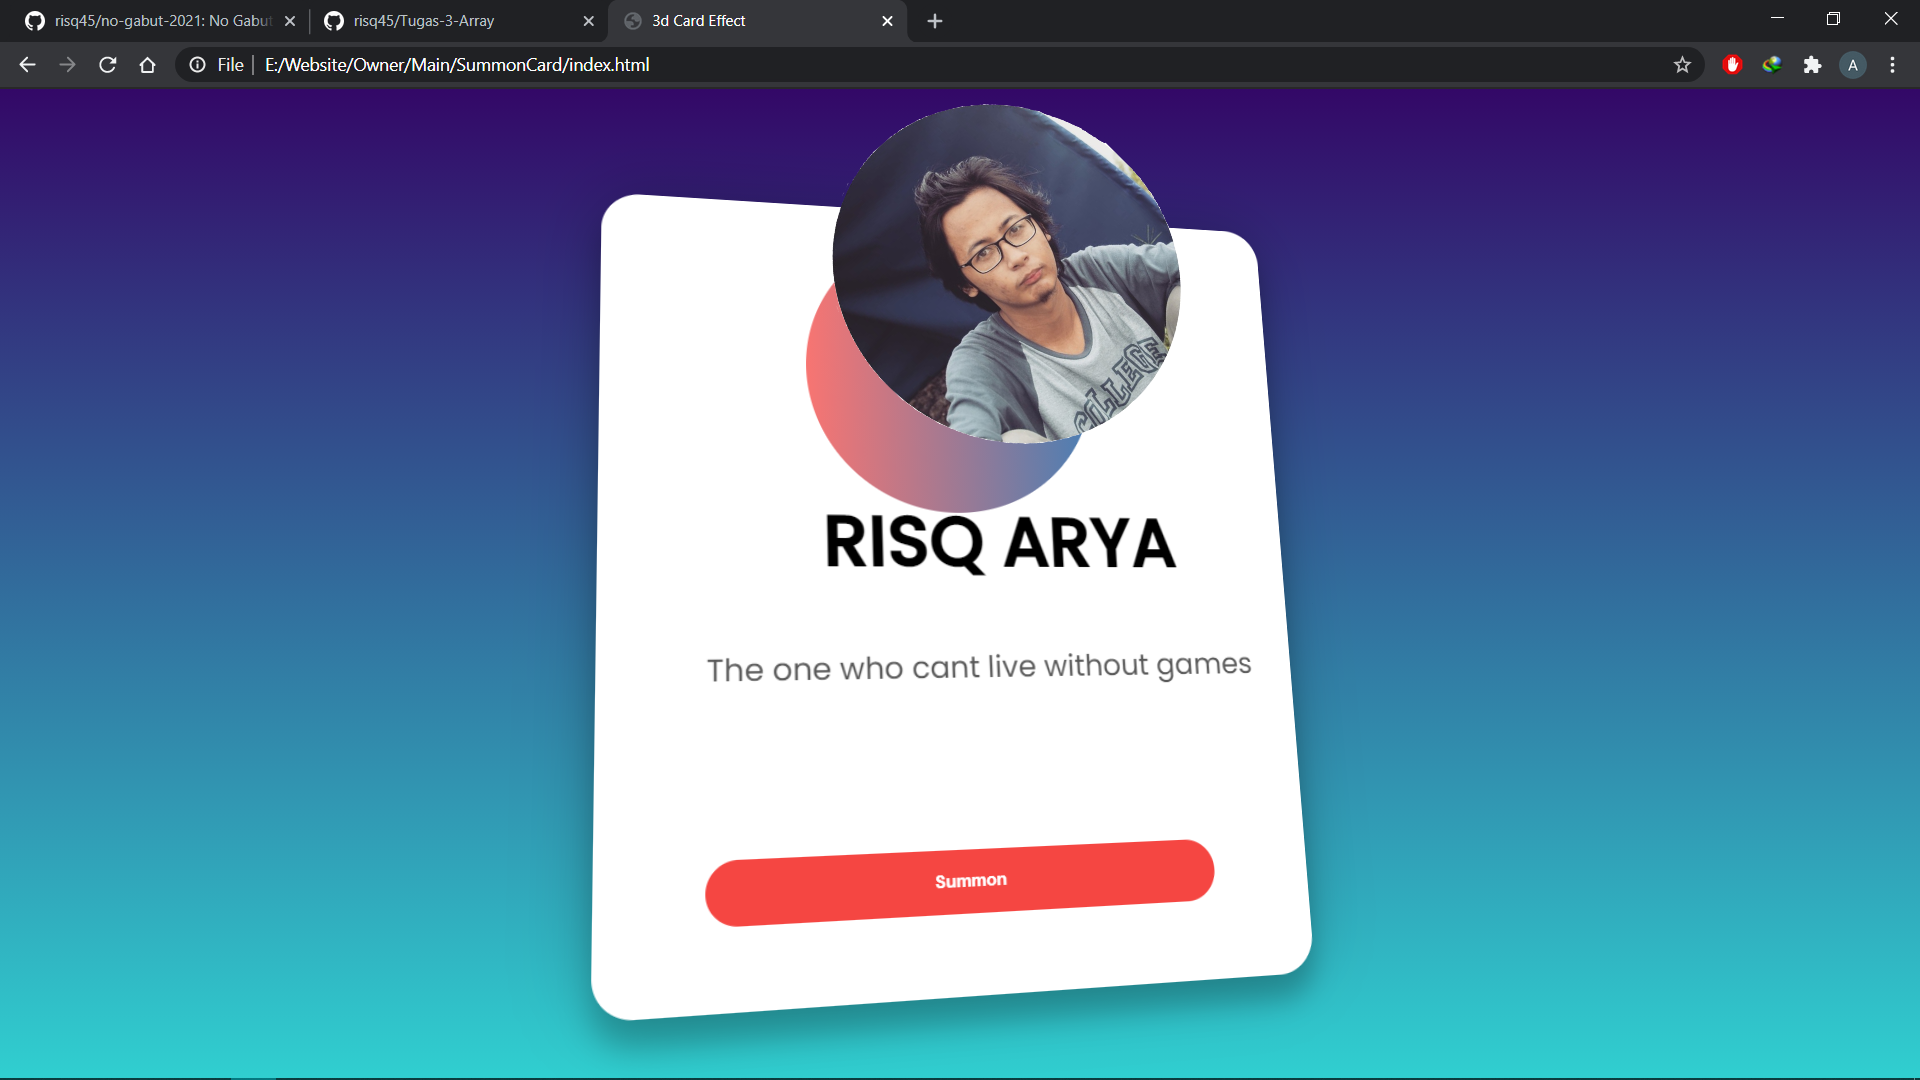 risq45/no-gabut-2021: No Gabut
risq45/Tugas-3-Array
3d Card Effect
File
E:/Website/Owner/Main/SummonCard/index.html
A
COLLEGE
RISQ ARYA
The one who cant live without games
Summon